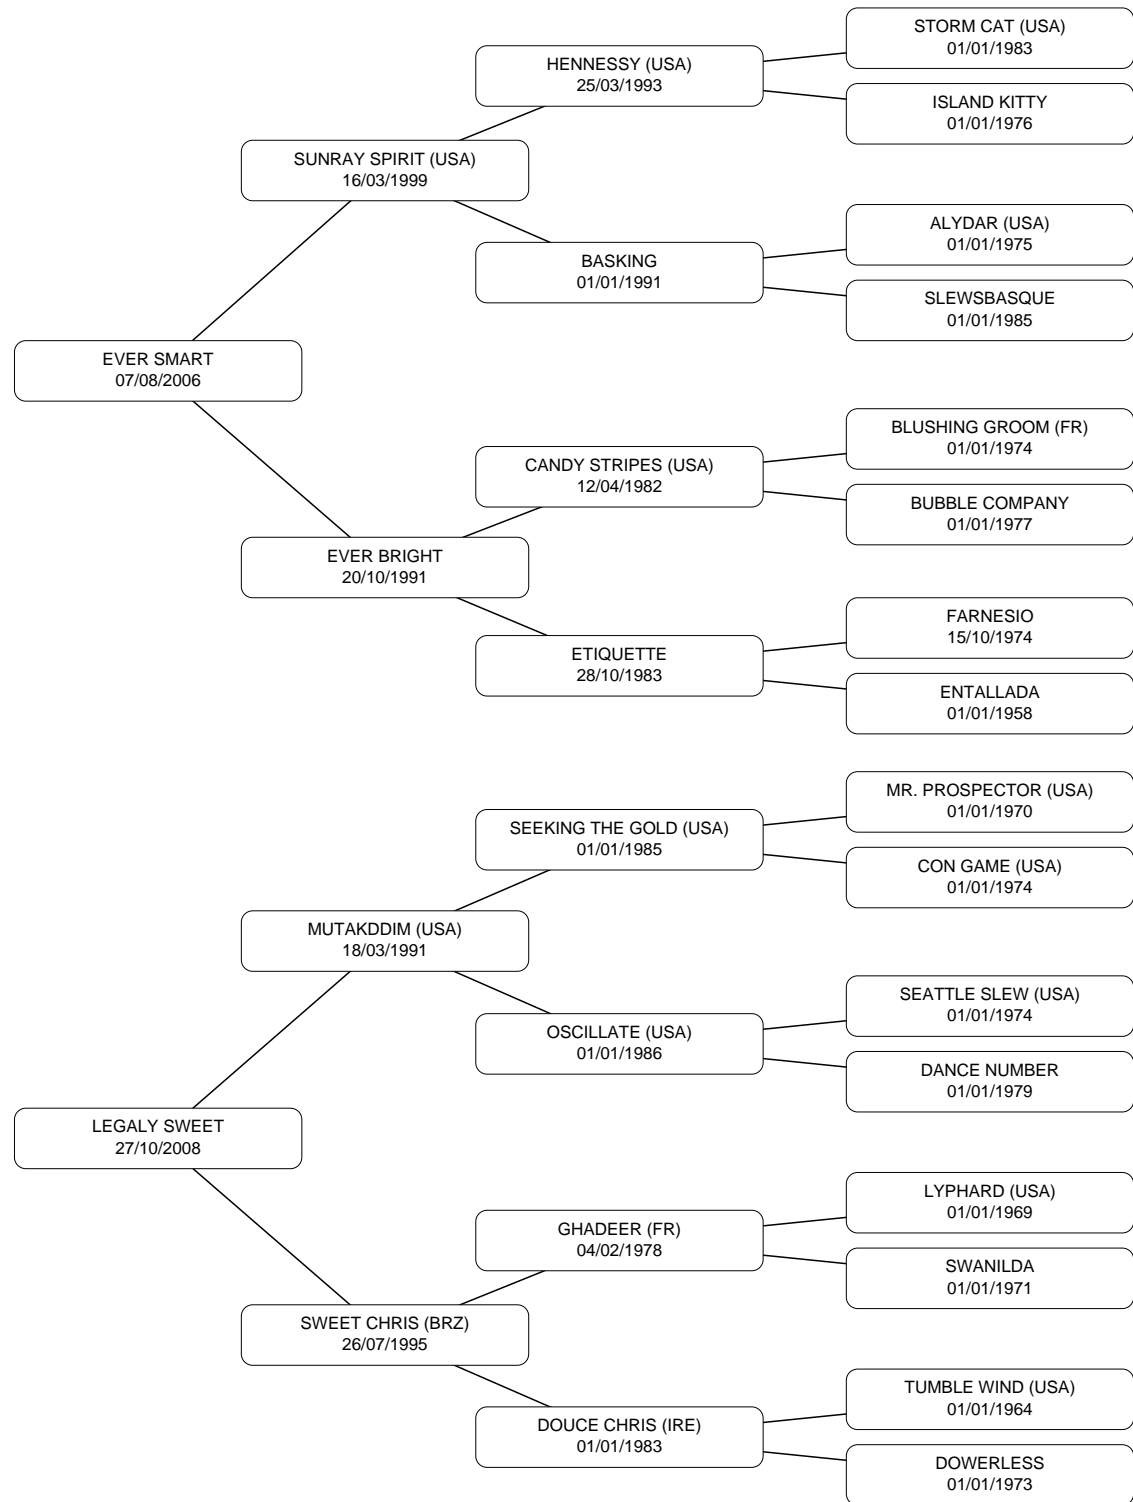 STORM CAT (USA)
01/01/1983
HENNESSY (USA)
25/03/1993
ISLAND KITTY
01/01/1976
SUNRAY SPIRIT (USA)
16/03/1999
ALYDAR (USA)
01/01/1975
BASKING
01/01/1991
SLEWSBASQUE
01/01/1985
EVER SMART
07/08/2006
BLUSHING GROOM (FR)
01/01/1974
CANDY STRIPES (USA)
12/04/1982
BUBBLE COMPANY
01/01/1977
EVER BRIGHT
20/10/1991
FARNESIO
15/10/1974
ETIQUETTE
28/10/1983
ENTALLADA
01/01/1958
MR. PROSPECTOR (USA)
01/01/1970
SEEKING THE GOLD (USA)
01/01/1985
CON GAME (USA)
01/01/1974
MUTAKDDIM (USA)
18/03/1991
SEATTLE SLEW (USA)
01/01/1974
OSCILLATE (USA)
01/01/1986
DANCE NUMBER
01/01/1979
LEGALY SWEET
27/10/2008
LYPHARD (USA)
01/01/1969
GHADEER (FR)
04/02/1978
SWANILDA
01/01/1971
SWEET CHRIS (BRZ)
26/07/1995
TUMBLE WIND (USA)
01/01/1964
DOUCE CHRIS (IRE)
01/01/1983
DOWERLESS
01/01/1973